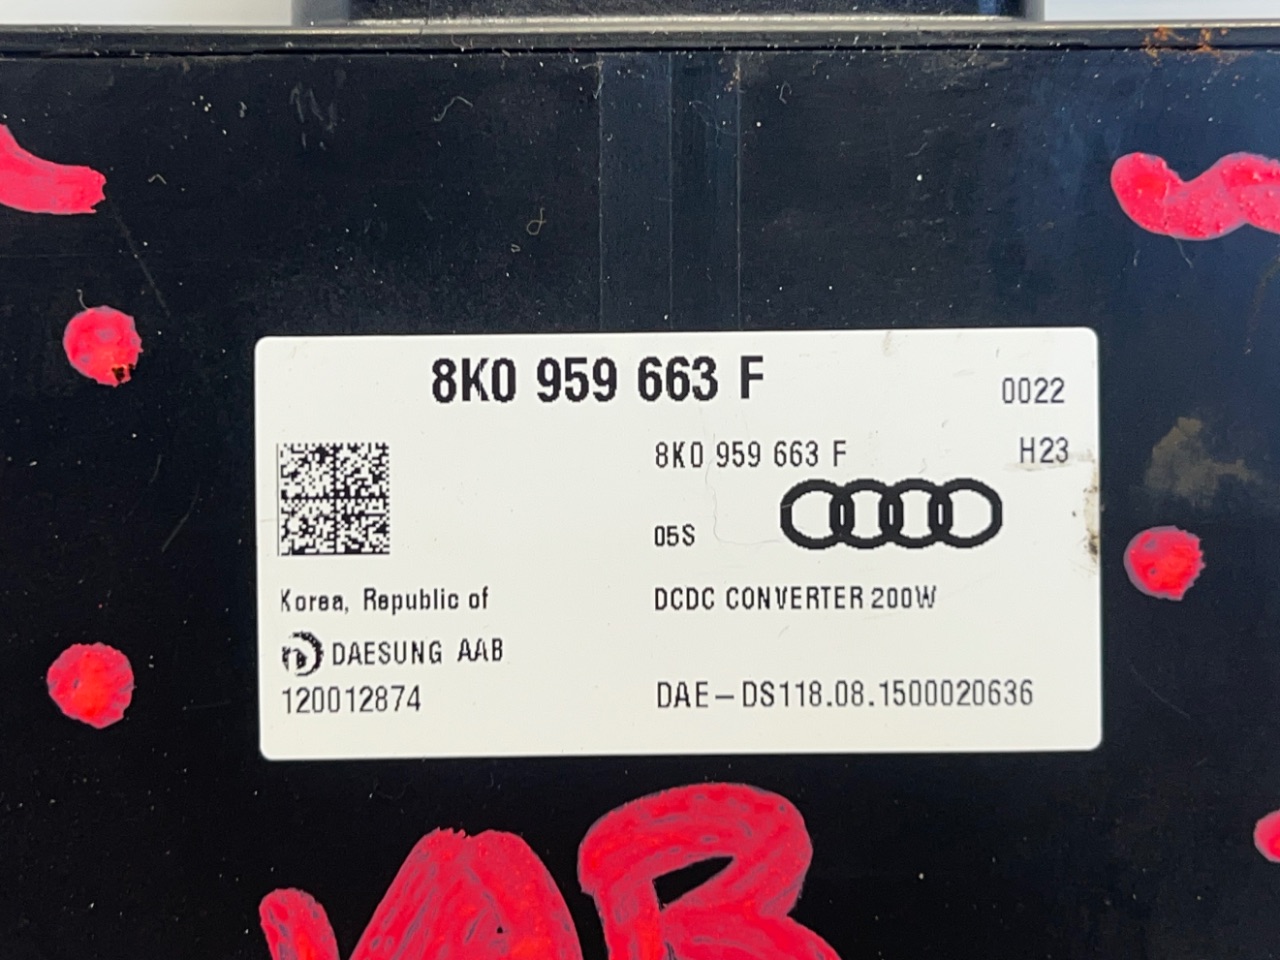 8K0 959 663 F
0022
8K0 959 663 F
H23
05S
Korea, Republic of
DCDC CONVERTER 200W
DAESUNG AAB
120012874
DAE-DS118.08.1500020636